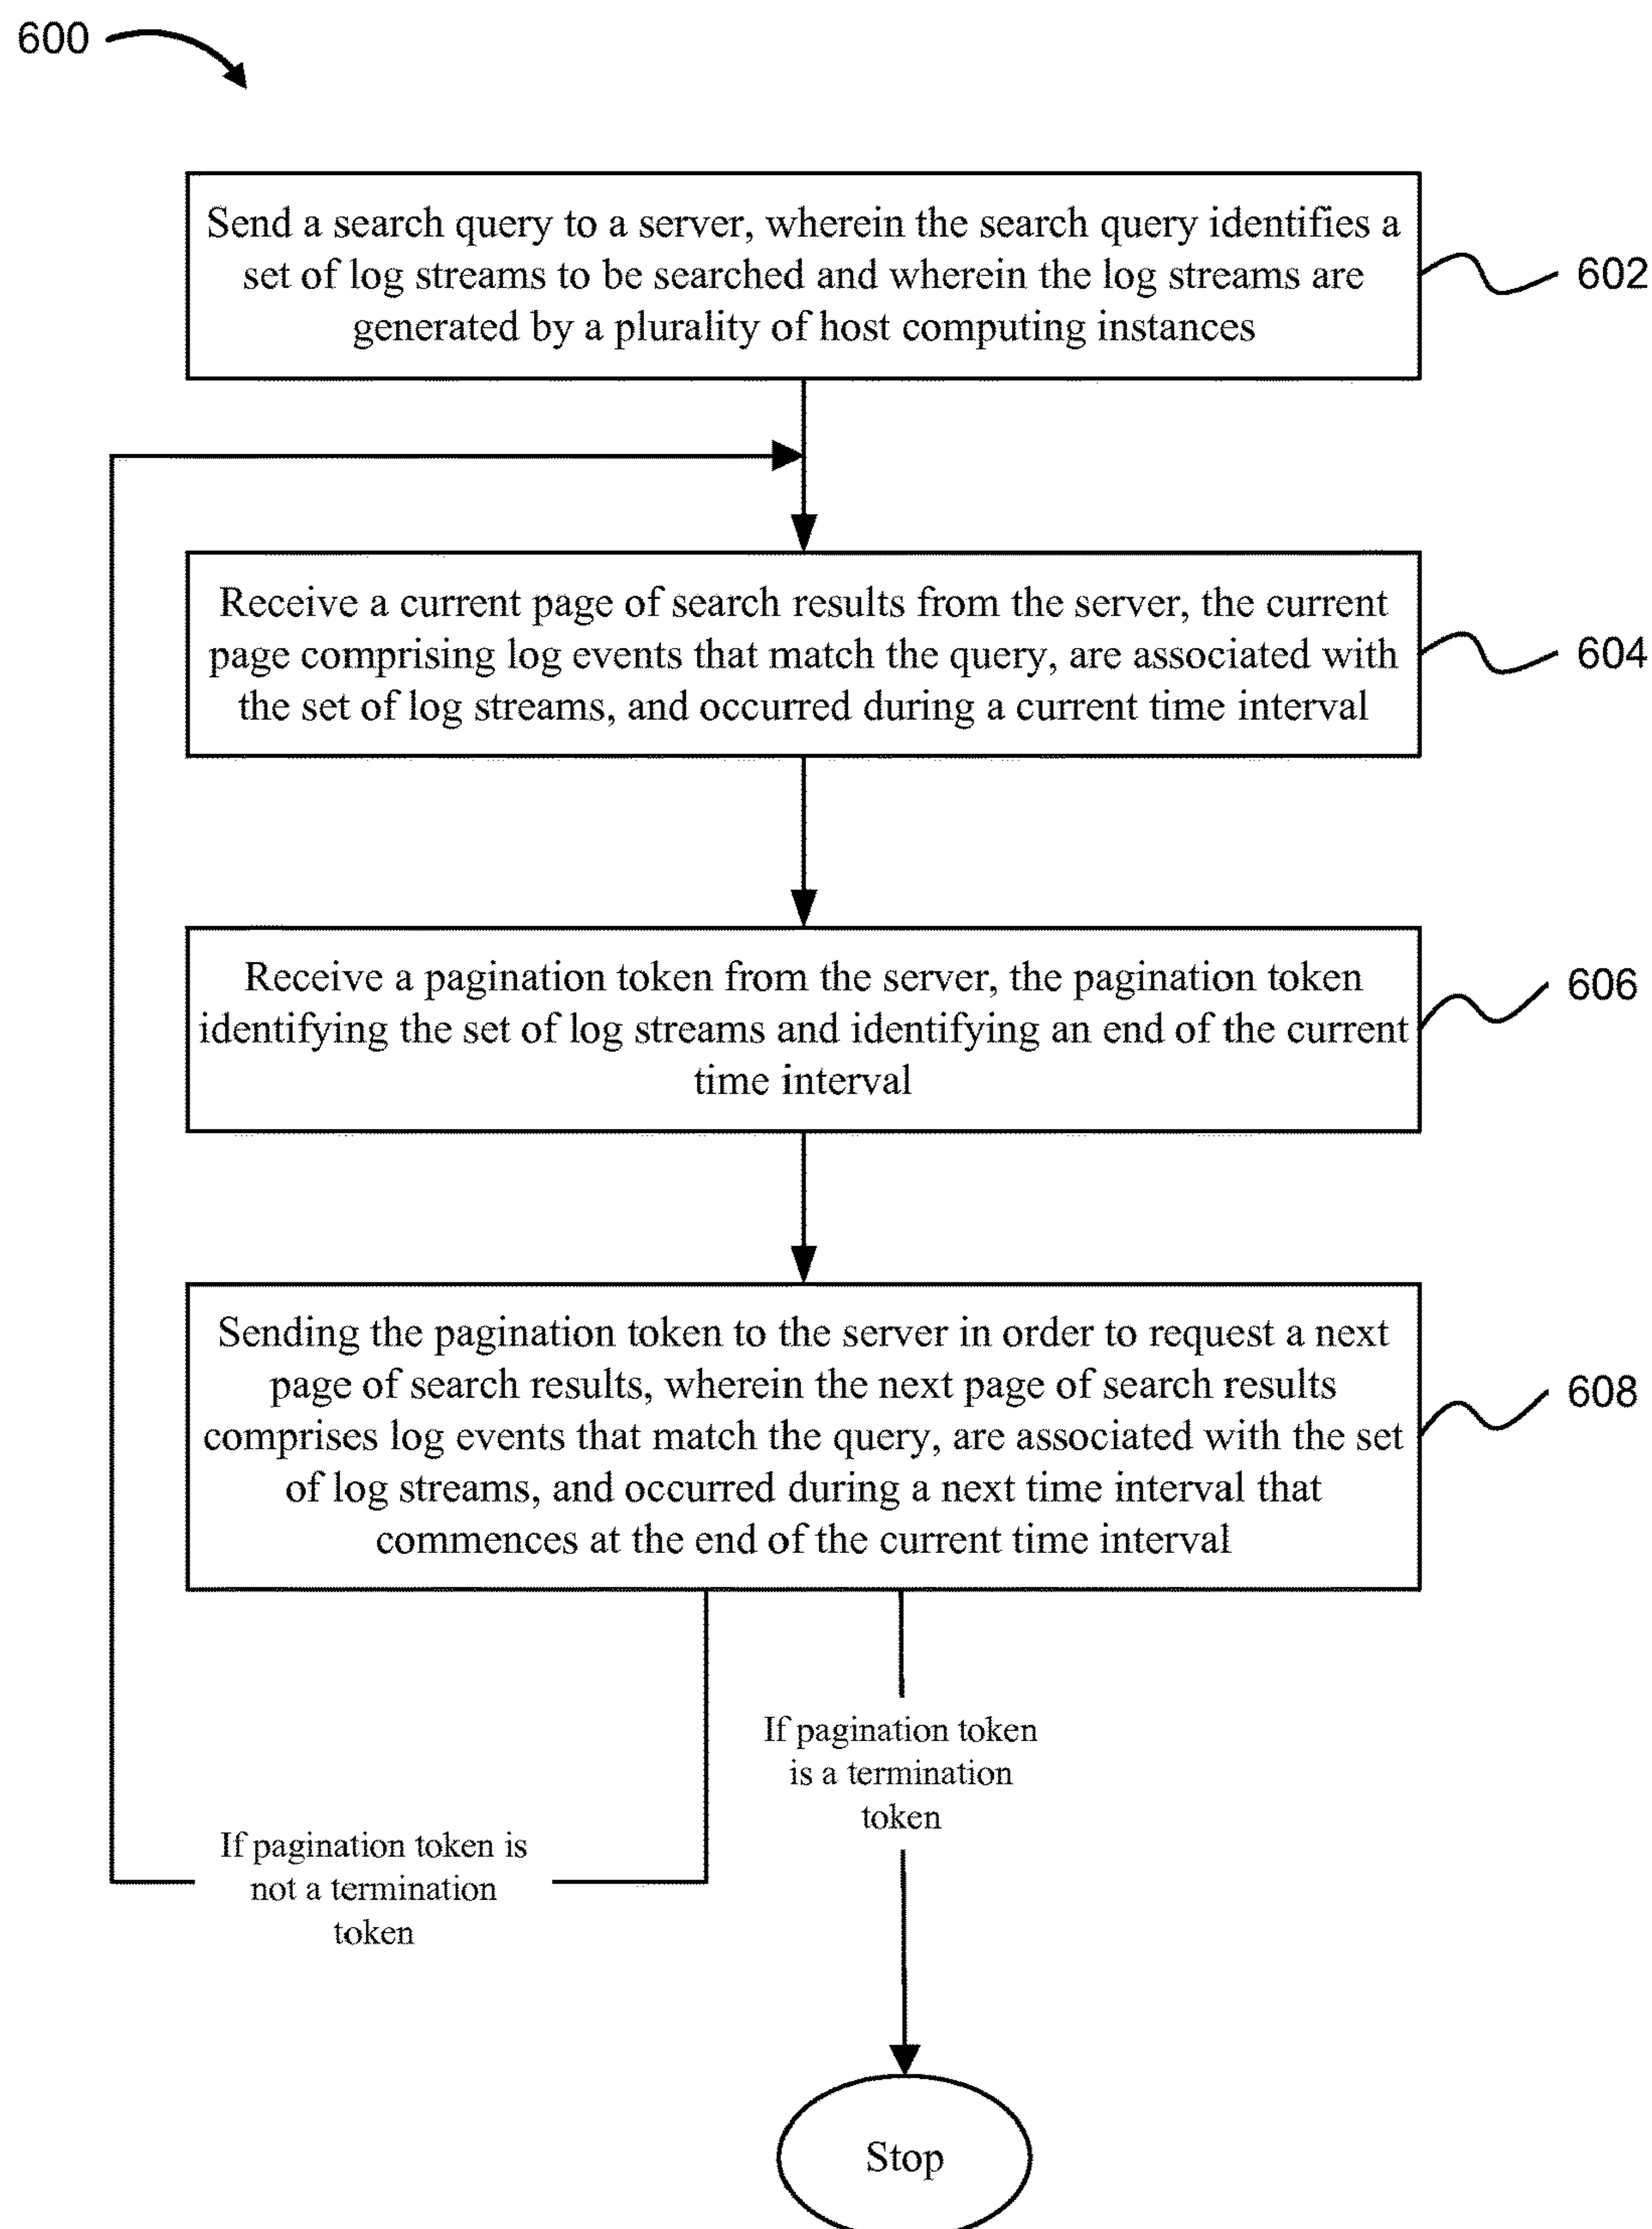 600
Send a search query to a server, wherein the search query identifies a
set of log streams to be searched and wherein the log streams are
generated by a plurality of host computing instances
602
Receive a current page of search results from the server, the current
page comprising log events that match the query, are associated with
the set of log streams, and occurred during a current time interval
604
Receive a pagination token from the server, the pagination token
identifying the set of log streams and identifying an end of the current
time interval
606
Sending the pagination token to the server in order to request a next
page of search results, wherein the next page of search results
comprises log events that match the query, are associated with the set
of log streams, and occurred during a next time interval that
commences at the end of the current time interval
608
If pagination token
is a termination
token
If pagination token is
not a termination
token
Stop